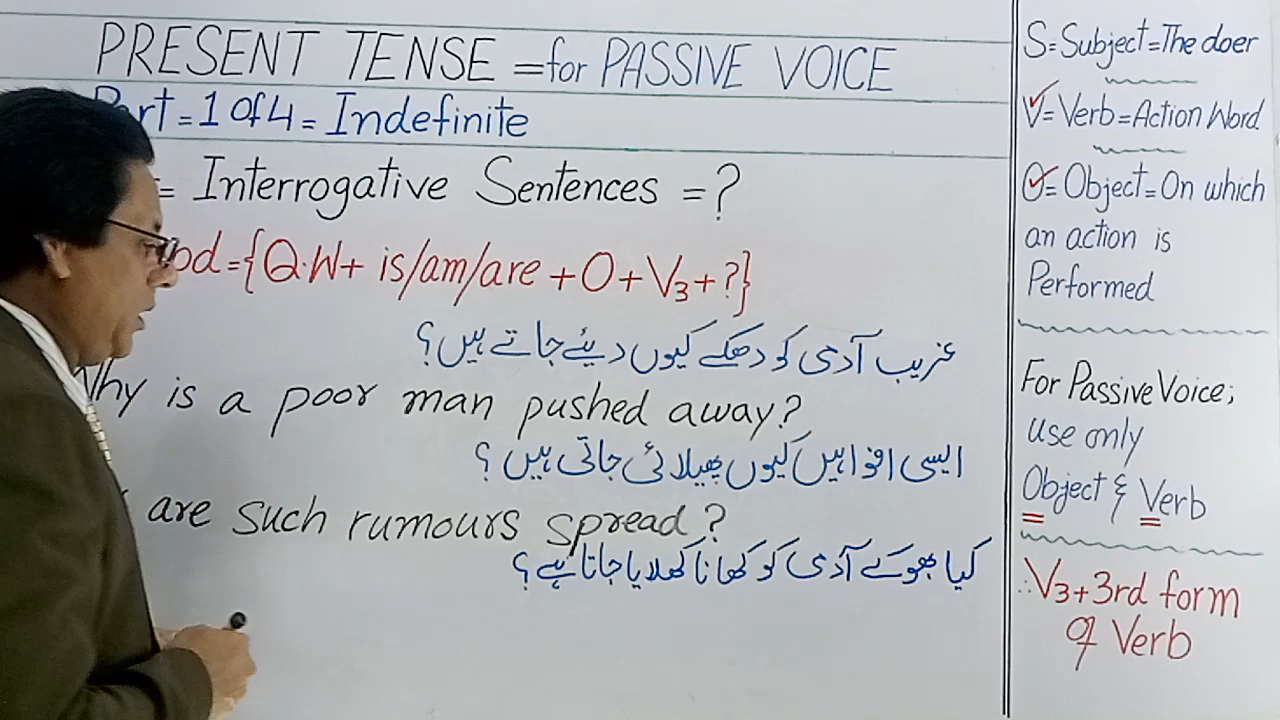 PRESENT TENSE = for PASSIVE VOICE
Part = 1 of 4 = Indefinite
= Interrogative Sentences = ?
od = {Q.W + is/am/are + O + V3 + ?}
غریب آدمی کو دھکے کیوں دیئے جاتے ہیں؟
Why is a poor man pushed away?
ایسی افواہیں کیوں پھیلائی جاتی ہیں؟
are such rumours spread?
کیا بھوکے آدمی کو کھانا کھلایا جاتا ہے؟
S = Subject = The doer
V = Verb = Action Word
O = Object = On which
an action is
Performed
For Passive Voice;
use only
Object & Verb
∴ V3 + 3rd form
of Verb